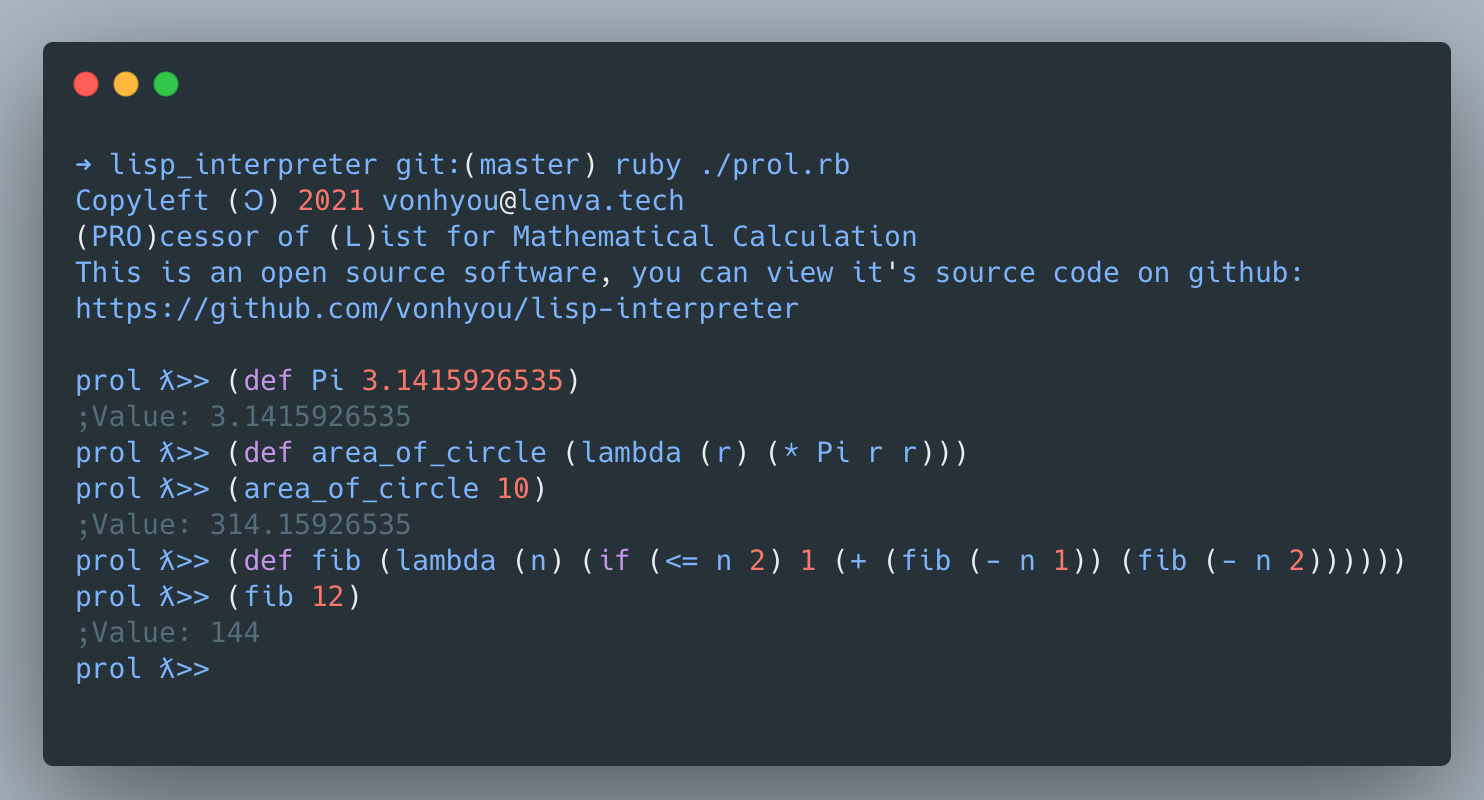 ➜ lisp_interpreter git:(master) ruby ./prol.rb
Copyleft (Ɔ) 2021 vonhyou@lenva.tech
(PRO)cessor of (L)ist for Mathematical Calculation
This is an open source software, you can view it's source code on github:
https://github.com/vonhyou/lisp-interpreter
prol ƛ>> (def Pi 3.1415926535)
;Value: 3.1415926535
prol ƛ>> (def area_of_circle (lambda (r) (* Pi r r)))
prol ƛ>> (area_of_circle 10)
;Value: 314.15926535
prol ƛ>> (def fib (lambda (n) (if (<= n 2) 1 (+ (fib (- n 1)) (fib (- n 2))))))
prol ƛ>> (fib 12)
;Value: 144
prol ƛ>>